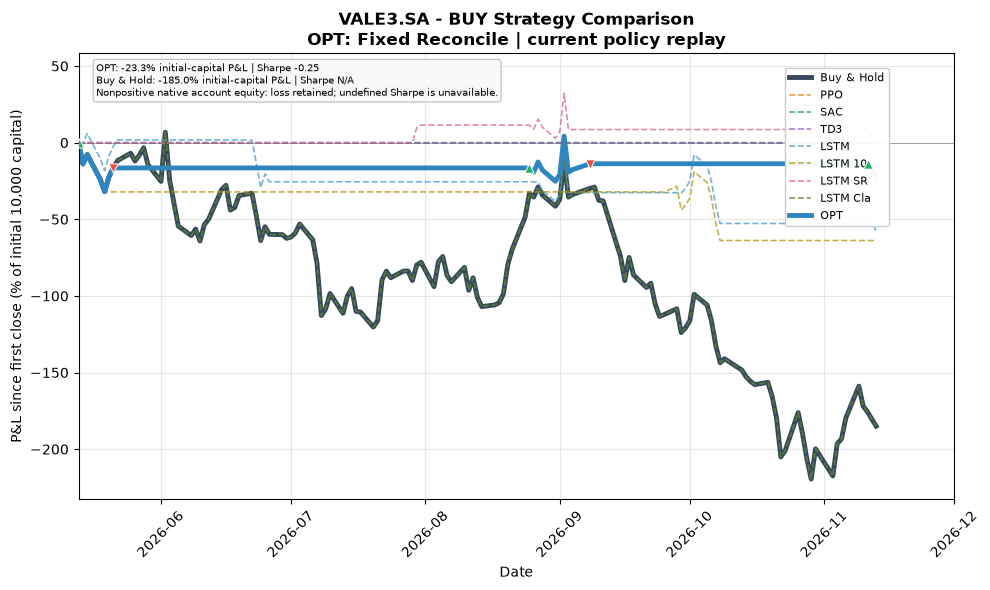 VALE3.SA - BUY Strategy Comparison
OPT: Fixed Reconcile | current policy replay
OPT: -23.3% initial-capital P&L | Sharpe -0.25
Buy & Hold: -185.0% initial-capital P&L | Sharpe N/A
Nonpositive native account equity: loss retained; undefined Sharpe is unavailable.
Buy & Hold
PPO
SAC
TD3
LSTM
LSTM 10
LSTM SR
LSTM Cla
OPT
P&L since first close (% of initial 10,000 capital)
50
0
−50
−100
−150
−200
2026-06
2026-07
2026-08
2026-09
2026-10
2026-11
2026-12
Date